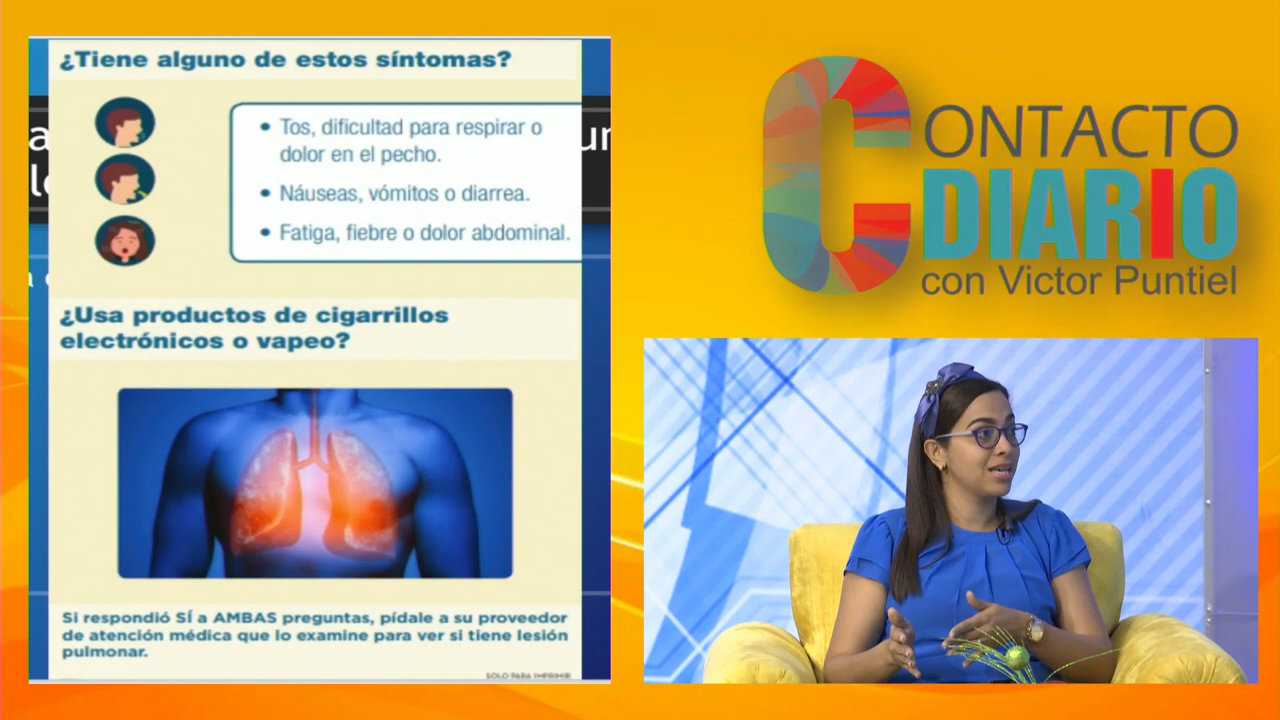 ¿Tiene alguno de estos síntomas?
• Tos, dificultad para respirar o
dolor en el pecho.
• Náuseas, vómitos o diarrea.
• Fatiga, fiebre o dolor abdominal.
¿Usa productos de cigarrillos
electrónicos o vapeo?
Si respondió SÍ a AMBAS preguntas, pídale a su proveedor
de atención médica que lo examine para ver si tiene lesión
pulmonar.
SOLO PARA IMPRIMIR
CONTACTO
DIARIO
con Victor Puntiel